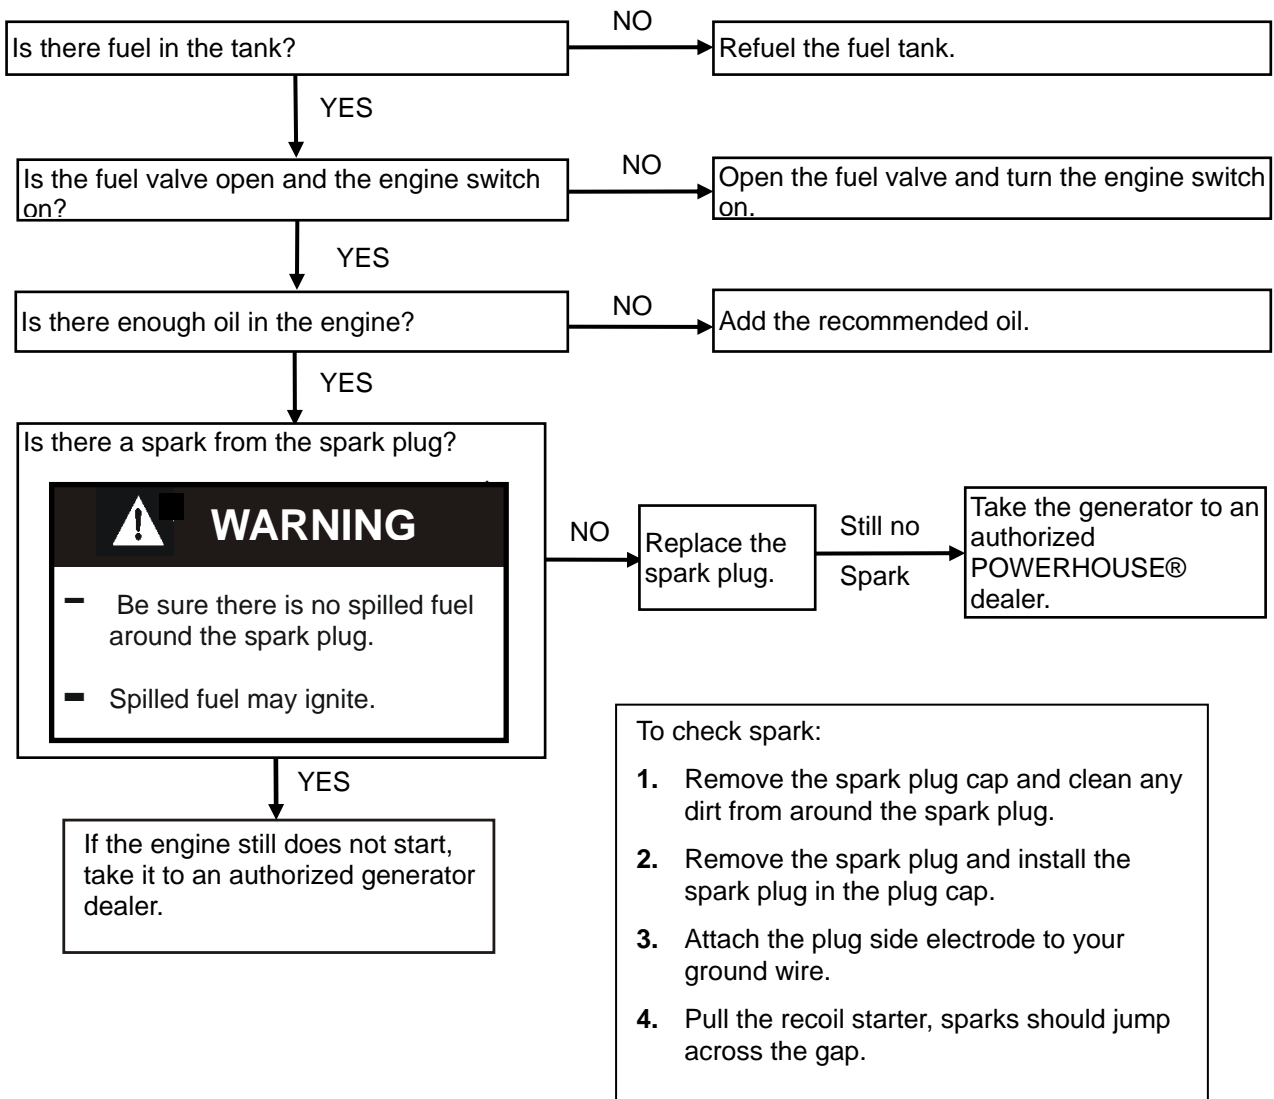 NO
Is there fuel in the tank?
Refuel the fuel tank.
YES
NO
Is the fuel valve open and the engine switch
on?
Open the fuel valve and turn the engine switch
on.
YES
NO
Is there enough oil in the engine?
Add the recommended oil.
YES
Is there a spark from the spark plug?
WARNING
- Be sure there is no spilled fuel
around the spark plug.
- Spilled fuel may ignite.
NO
Replace the
spark plug.
Still no
Spark
Take the generator to an
authorized
POWERHOUSE®
dealer.
YES
If the engine still does not start,
take it to an authorized generator
dealer.
To check spark:
1. Remove the spark plug cap and clean any
dirt from around the spark plug.
2. Remove the spark plug and install the
spark plug in the plug cap.
3. Attach the plug side electrode to your
ground wire.
4. Pull the recoil starter, sparks should jump
across the gap.